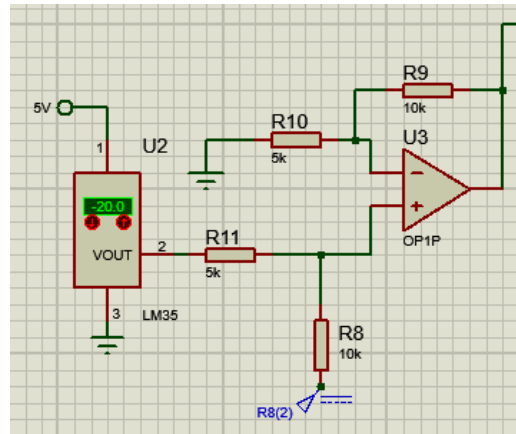 R9
10k
R10
5k
U3
5V
1
U2
-20.0
VOUT
2
R11
5k
OP1P
3
LM35
R8
10k
R8(2)